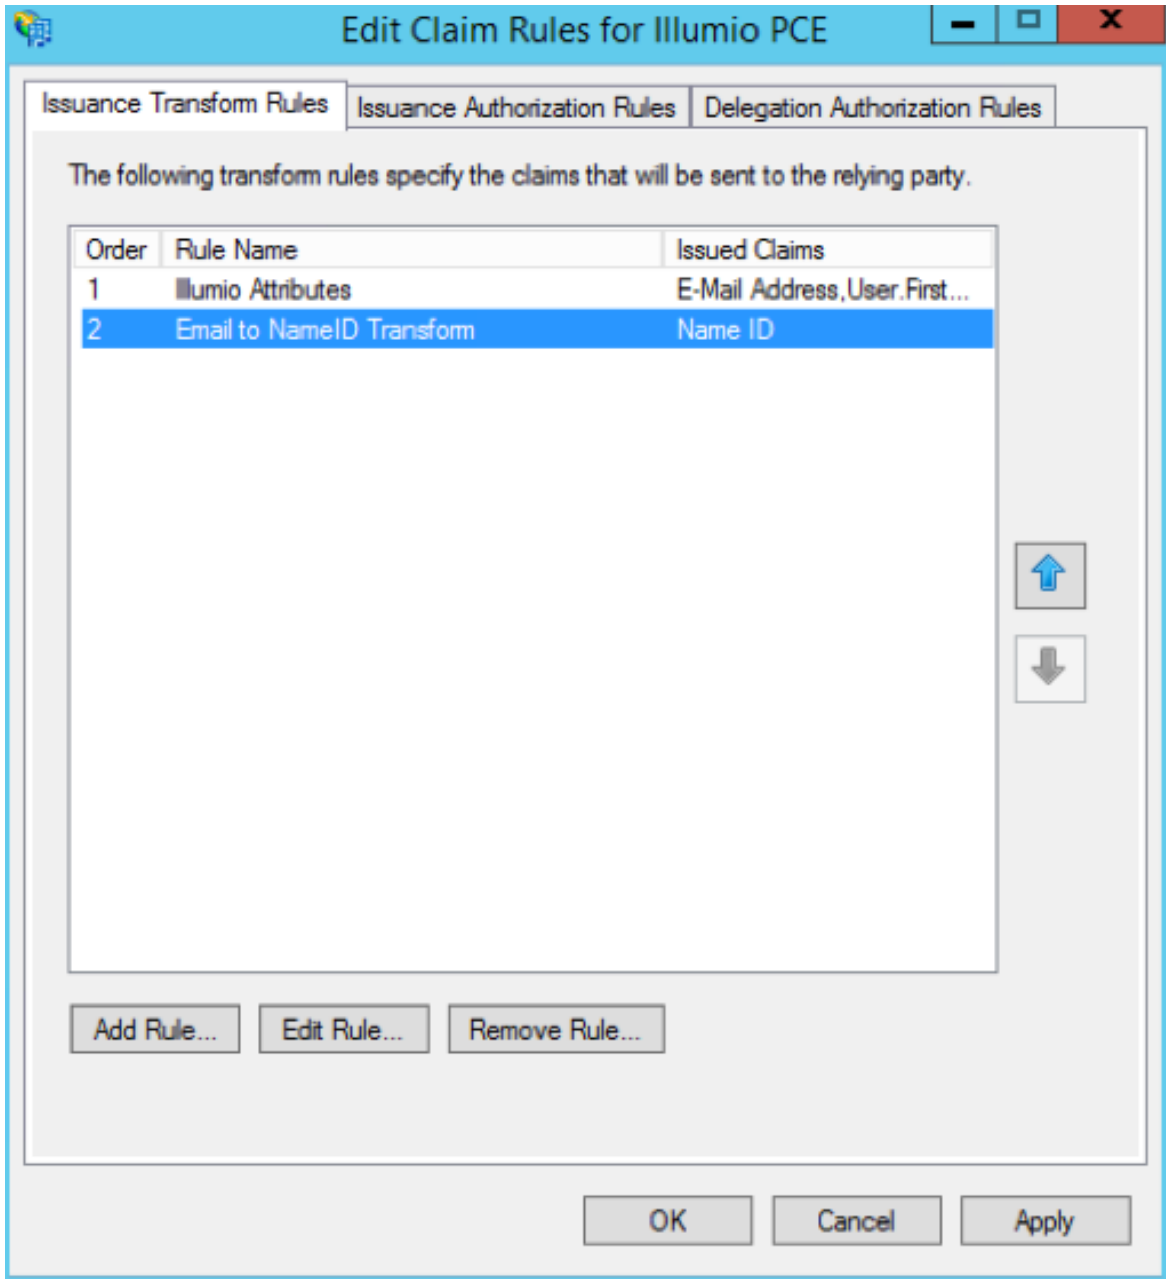 Edit Claim Rules for Illumio PCE
Issuance Transform Rules Issuance Authorization Rules Delegation Authorization Rules
The following transform rules specify the claims that will be sent to the relying party.
Order Rule Name Issued Claims
1 Illumio Attributes E-Mail Address,User.First...
2 Email to NameID Transform Name ID
Add Rule... Edit Rule... Remove Rule...
OK Cancel Apply